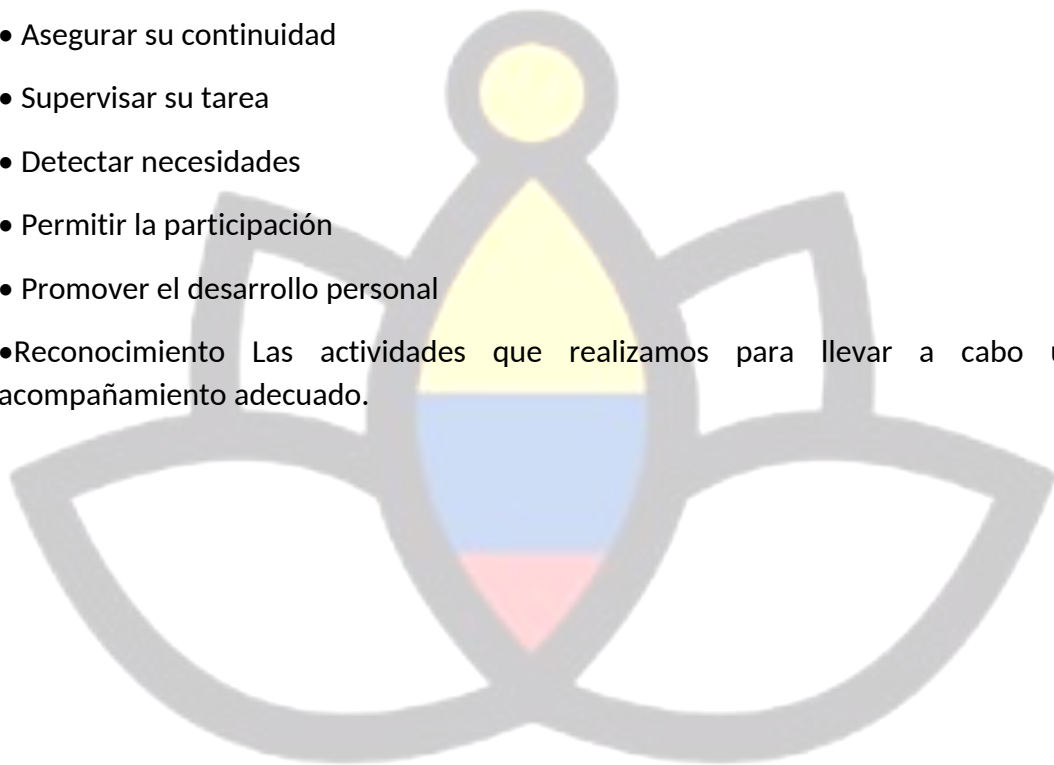 • Asegurar su continuidad
• Supervisar su tarea
• Detectar necesidades
• Permitir la participación
• Promover el desarrollo personal
•Reconocimiento Las actividades que realizamos para llevar a cabo
acompañamiento adecuado.